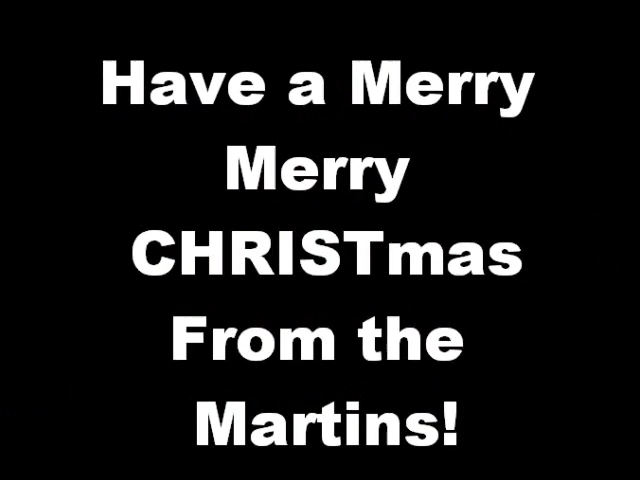 Have a Merry
Merry
CHRISTmas
From the
Martins!